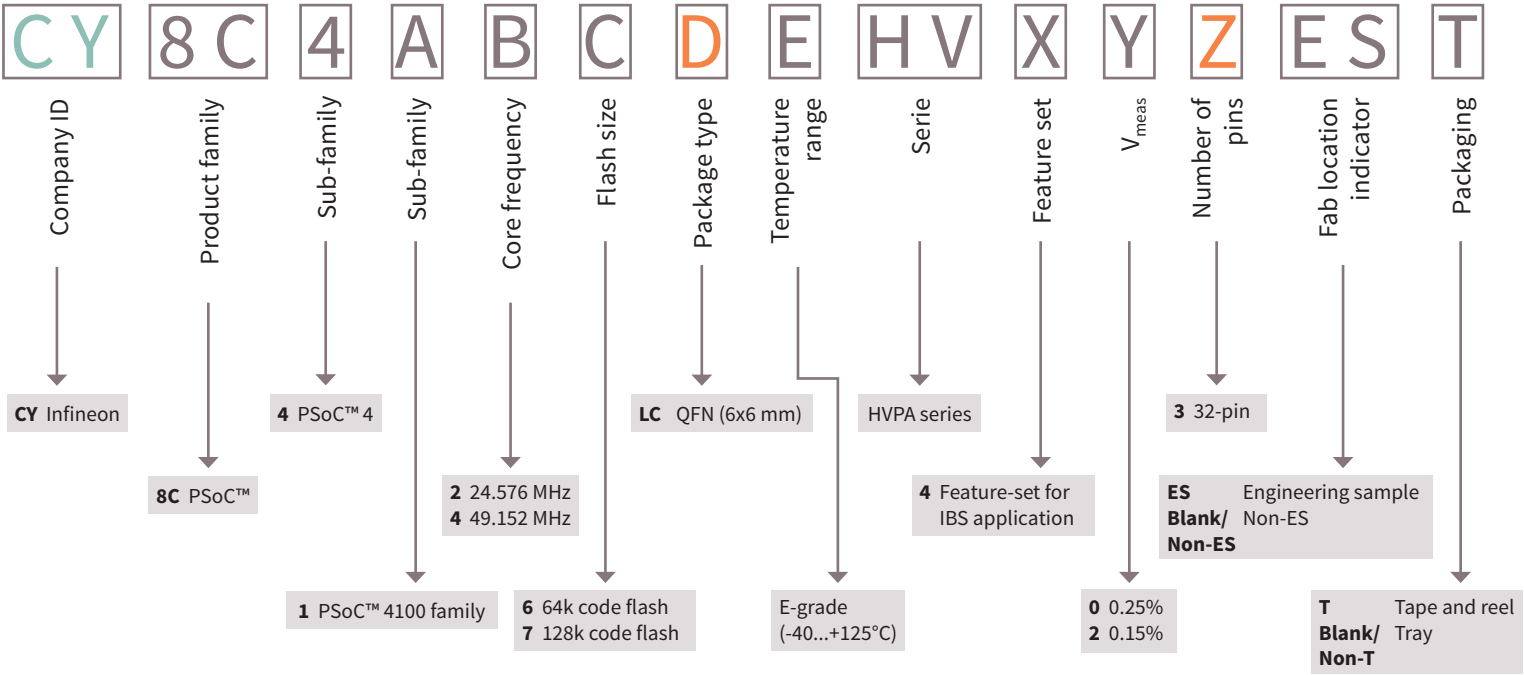 CY 8C 4 A B C D E HV X Y Z ES T
Company ID
Product family
Sub-family
Sub-family
Core frequency
Flash size
Package type
Temperature
range
Serie
Feature set
Vmeas
Number of
pins
Fab location
indicator
Packaging
CY Infineon
8C PSoC™
4 PSoC™ 4
1 PSoC™ 4100 family
2 24.576 MHz
4 49.152 MHz
6 64k code flash
7 128k code flash
LC QFN (6x6 mm)
E-grade
(-40...+125°C)
HVPA series
4 Feature-set for
IBS application
0 0.25%
2 0.15%
3 32-pin
ES Engineering sample
Blank/ Non-ES
Non-ES
T Tape and reel
Blank/ Tray
Non-T